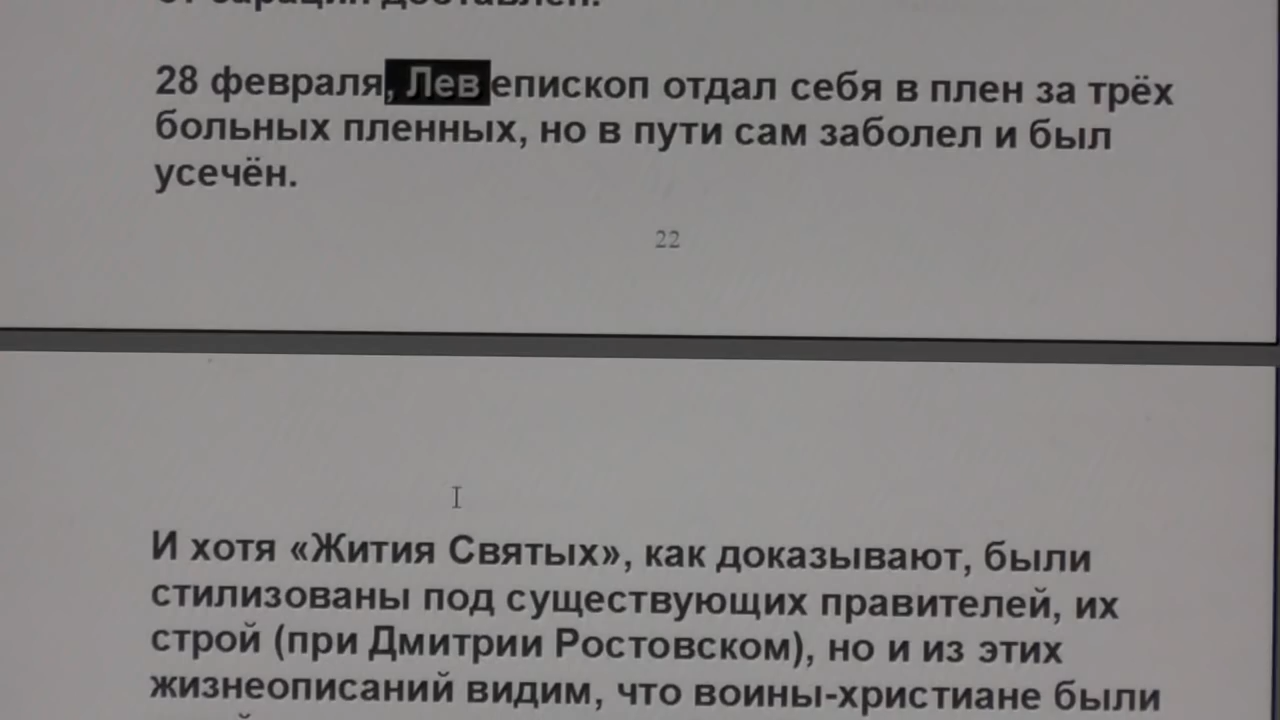 28 февраля, Лев епископ отдал себя в плен за трёх
больных пленных, но в пути сам заболел и был
усечён.
22
И хотя «Жития Святых», как доказывают, были
стилизованы под существующих правителей, их
строй (при Дмитрии Ростовском), но и из этих
жизнеописаний видим, что воины-христиане были